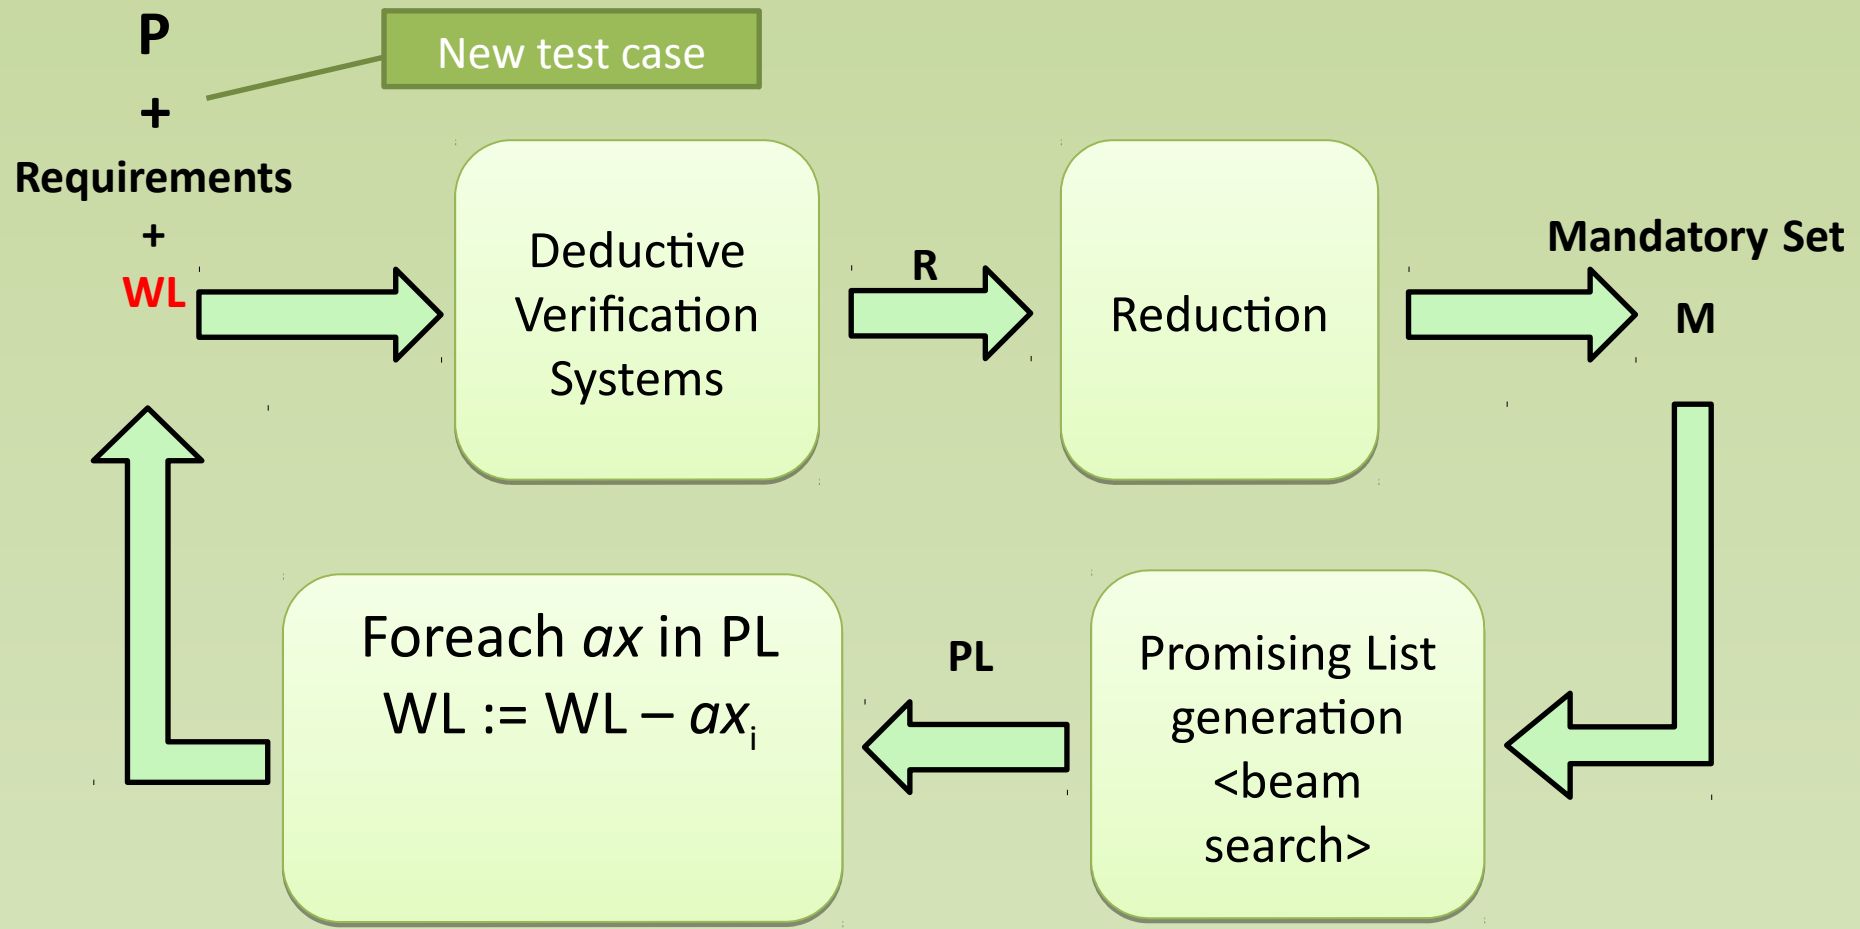 P
New test case
+
Requirements
+
WL
Deductive
Verification
Systems
R
Reduction
Mandatory Set
M
Promising List
generation
<beam
search>
PL
Foreach ax in PL
WL := WL – axᵢ